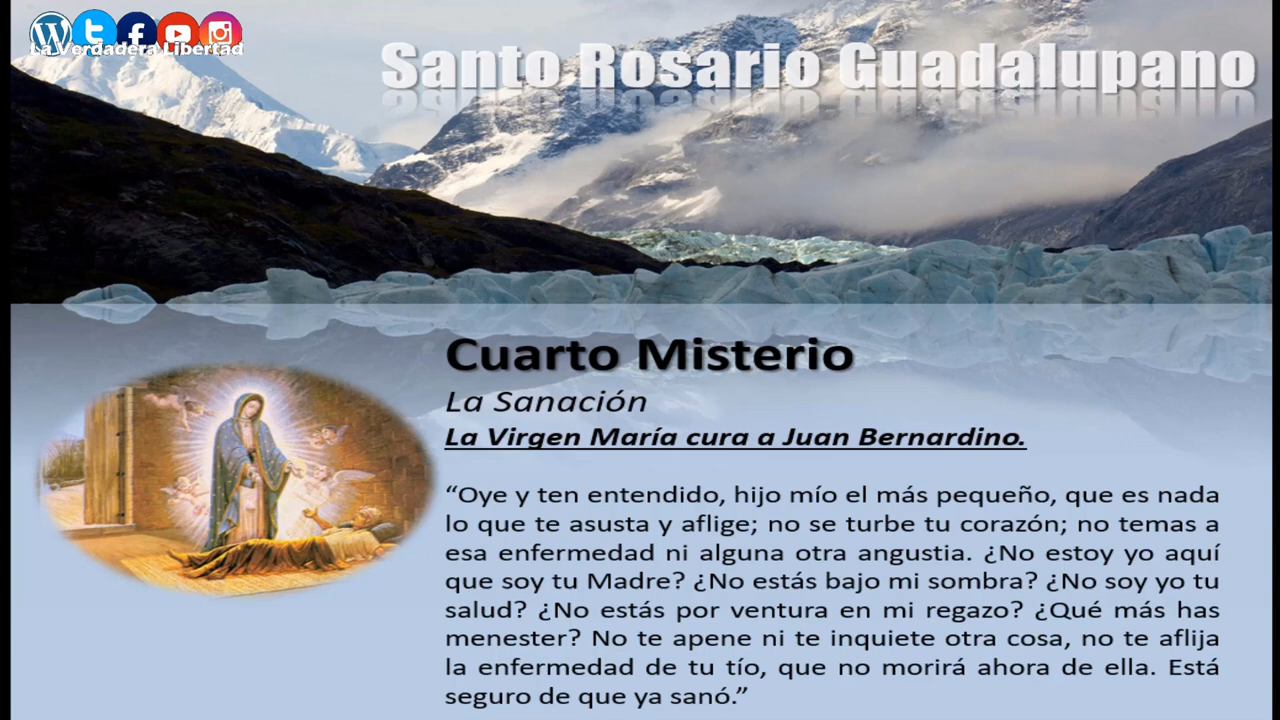 La Verdadera Libertad
Santo Rosario Guadalupano
Cuarto Misterio
La Sanación
La Virgen María cura a Juan Bernardino.
“Oye y ten entendido, hijo mío el más pequeño, que es nada
lo que te asusta y aflige; no se turbe tu corazón; no temas a
esa enfermedad ni alguna otra angustia. ¿No estoy yo aquí
que soy tu Madre? ¿No estás bajo mi sombra? ¿No soy yo tu
salud? ¿No estás por ventura en mi regazo? ¿Qué más has
menester? No te apene ni te inquiete otra cosa, no te aflija
la enfermedad de tu tío, que no morirá ahora de ella. Está
seguro de que ya sanó.”